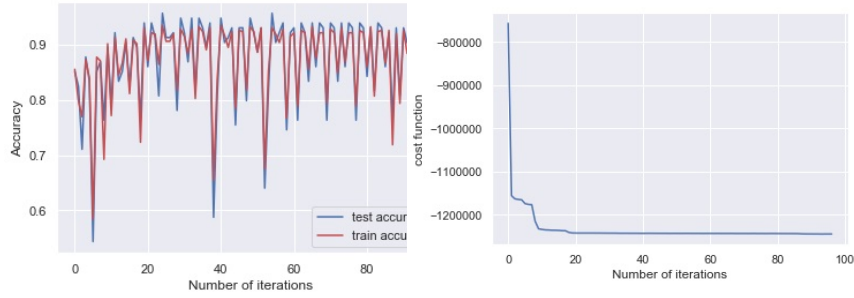 0.9
0.8
0.7
0.6
Accuracy
0 20 40 60 80
Number of iterations
test accur
train accu
-800000
-900000
-1000000
-1100000
-1200000
cost function
0 20 40 60 80 100
Number of iterations